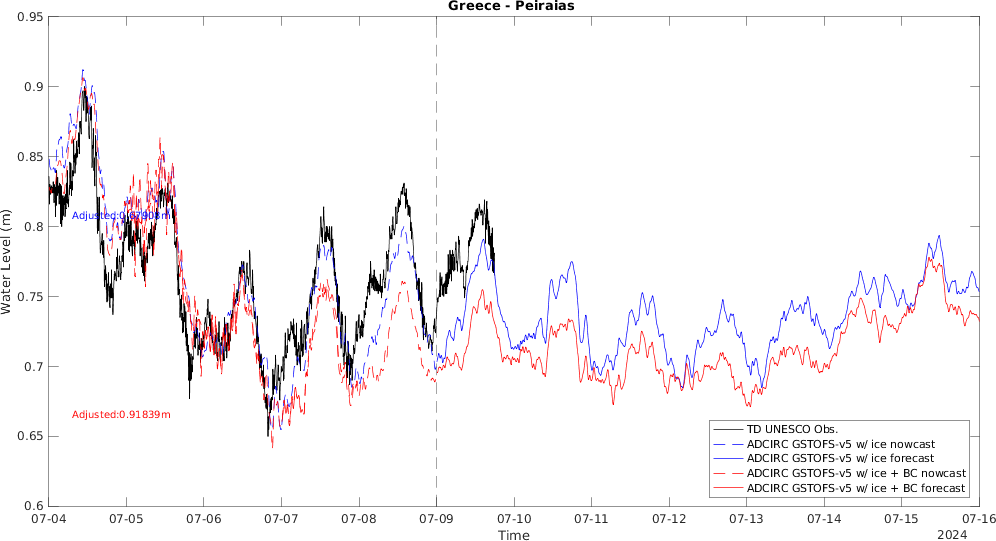 Greece - Peiraias
0.95
0.9
0.85
0.8
0.75
0.7
0.65
0.6
Water Level (m)
Adjusted:0.91839m
TD UNESCO Obs.
ADCIRC GSTOFS-v5 w/ ice nowcast
ADCIRC GSTOFS-v5 w/ ice forecast
ADCIRC GSTOFS-v5 w/ ice + BC nowcast
ADCIRC GSTOFS-v5 w/ ice + BC forecast
07-04 07-05 07-06 07-07 07-08 07-09 07-10 07-11 07-12 07-13 07-14 07-15 07-16
Time
2024